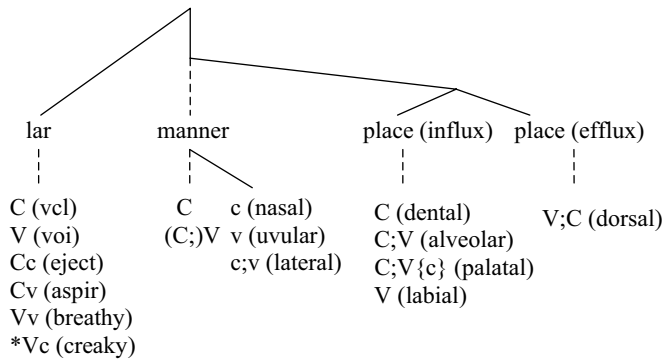 lar manner place (influx) place (efflux)
C (vcl)
V (voi)
Cc (eject)
Cv (aspir)
Vv (breathy)
*Vc (creaky)
C
(C;)V
c (nasal)
v (uvular)
c;v (lateral)
C (dental)
C;V (alveolar)
C;V{c} (palatal)
V (labial)
V;C (dorsal)